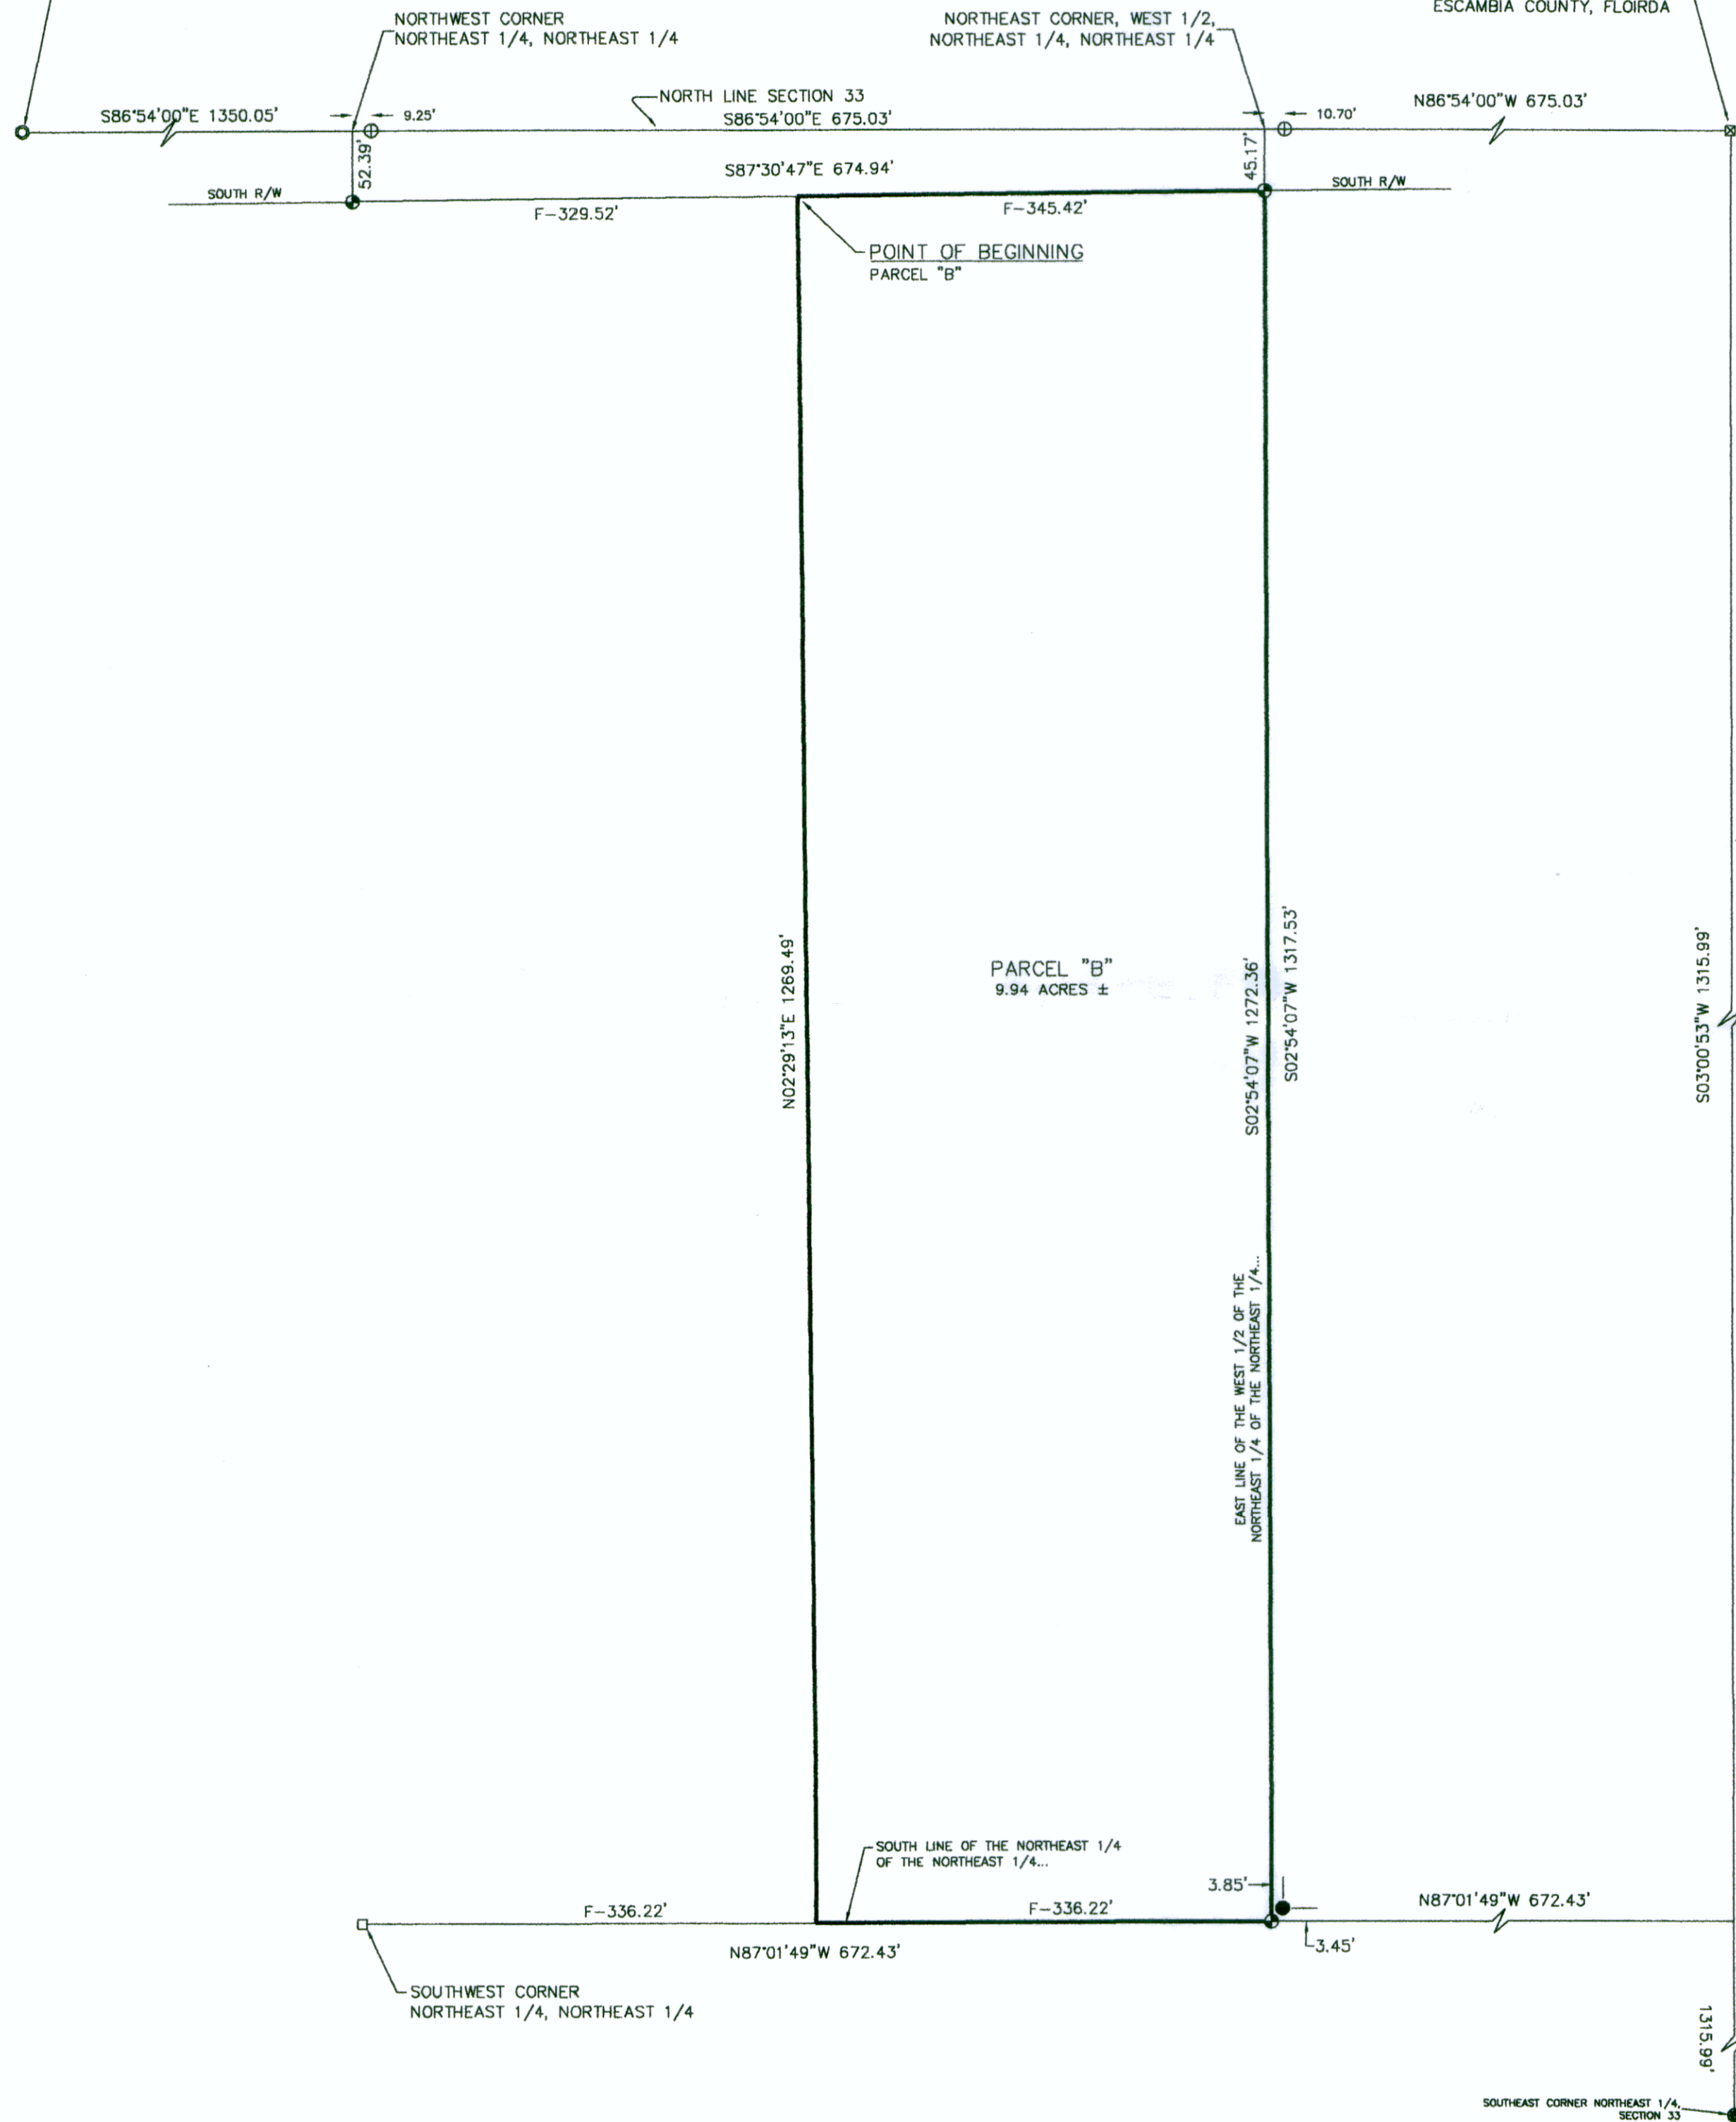 ESCAMBIA COUNTY, FLOIRDA
NORTHWEST CORNER
NORTHEAST 1/4, NORTHEAST 1/4
NORTHEAST CORNER, WEST 1/2,
NORTHEAST 1/4, NORTHEAST 1/4
S86°54'00"E 1350.05'
9.25'
NORTH LINE SECTION 33
S86°54'00"E 675.03'
10.70'
N86°54'00"W 675.03'
52.39'
S87°30'47"E 674.94'
45.17'
SOUTH R/W
SOUTH R/W
F-329.52'
F-345.42'
POINT OF BEGINNING
PARCEL "B"
N02°29'13"E 1269.49'
PARCEL "B"
9.94 ACRES ±
S02°54'07"W 1272.36'
S02°54'07"W 1317.53'
S03°00'53"W 1315.99'
EAST LINE OF THE WEST 1/2 OF THE
NORTHEAST 1/4 OF THE NORTHEAST 1/4...
SOUTH LINE OF THE NORTHEAST 1/4
OF THE NORTHEAST 1/4...
3.85'
F-336.22'
F-336.22'
N87°01'49"W 672.43'
N87°01'49"W 672.43'
3.45'
SOUTHWEST CORNER
NORTHEAST 1/4, NORTHEAST 1/4
1315.99'
SOUTHEAST CORNER NORTHEAST 1/4,
SECTION 33